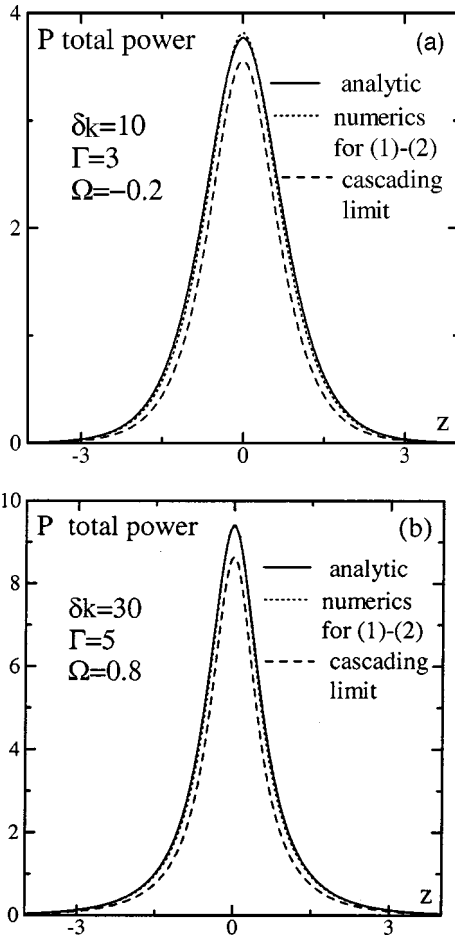 4
P total power
(a)
analytic
δk=10
numerics
for (1)-(2)
Γ=3
cascading
limit
Ω=−0.2
2
z
0
-3
0
3
10
P total power
(b)
8
analytic
δk=30
numerics
for (1)-(2)
Γ=5
cascading
limit
Ω=0.8
6
4
2
z
0
-3
0
3